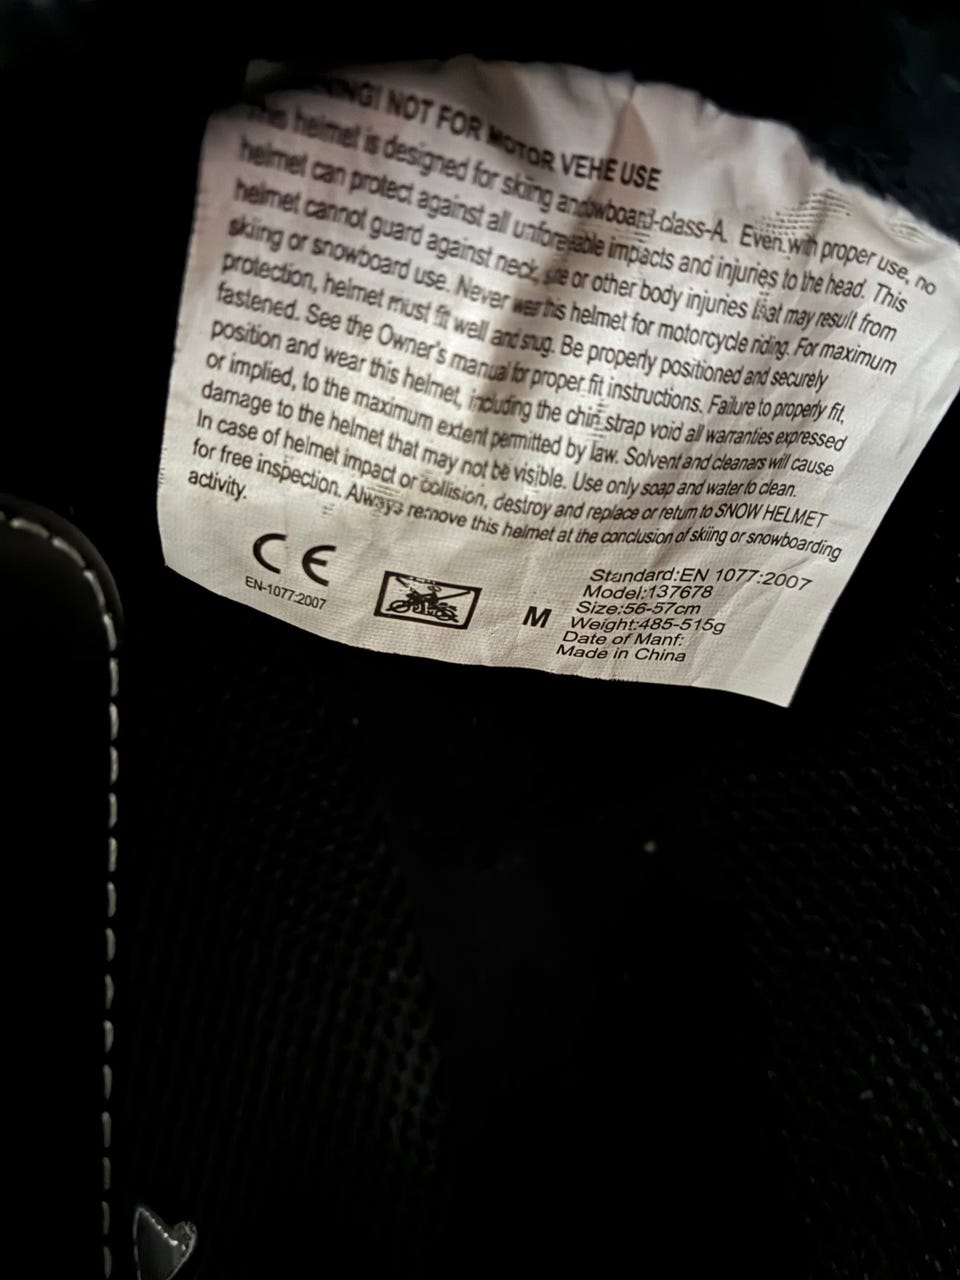 NING! NOT FOR MOTOR VEHE USE
This helmet is designed for skiing andowboard-class-A. Even with proper use, no
helmet can protect against all unforeeable impacts and injuries to the head. This
helmet cannot guard against neck, or other body injuries that may result from
skiing or snowboard use. Never wear this helmet for motorcycle riding. For maximum
protection, helmet must fit well and snug. Be properly positioned and securely
fastened. See the Owner's manual for proper fit instructions. Failure to properly fit,
position and wear this helmet, including the chin strap void all warranties expressed
or implied, to the maximum extent permitted by law. Solvent and cleanars will cause
damage to the helmet that may not be visible. Use only soap and water to clean.
In case of helmet impact or collision, destroy and replace or return to SNOW HELMET
for free inspection. Always remove this helmet at the conclusion of skiing or snowboarding
activity.
CE
EN-1077:2007
M
Standard:EN 1077:2007
Model:137678
Size:56-57cm
Weight:485-515g
Date of Manf:
Made in China